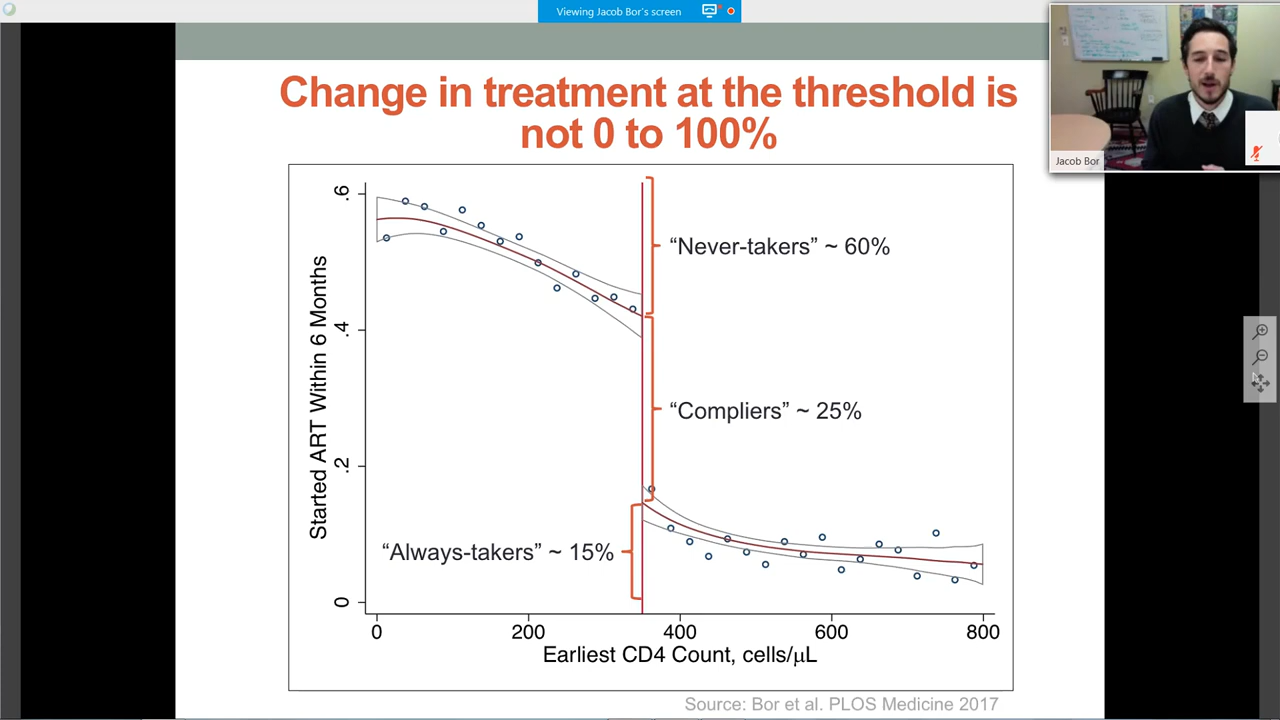 Viewing Jacob Bor's screen
Change in treatment at the threshold is
not 0 to 100%
Jacob Bor
.6
.4
.2
0
Started ART Within 6 Months
“Never-takers” ~ 60%
“Compliers” ~ 25%
“Always-takers” ~ 15%
0 200 400 600 800
Earliest CD4 Count, cells/μL
Source: Bor et al. PLOS Medicine 2017